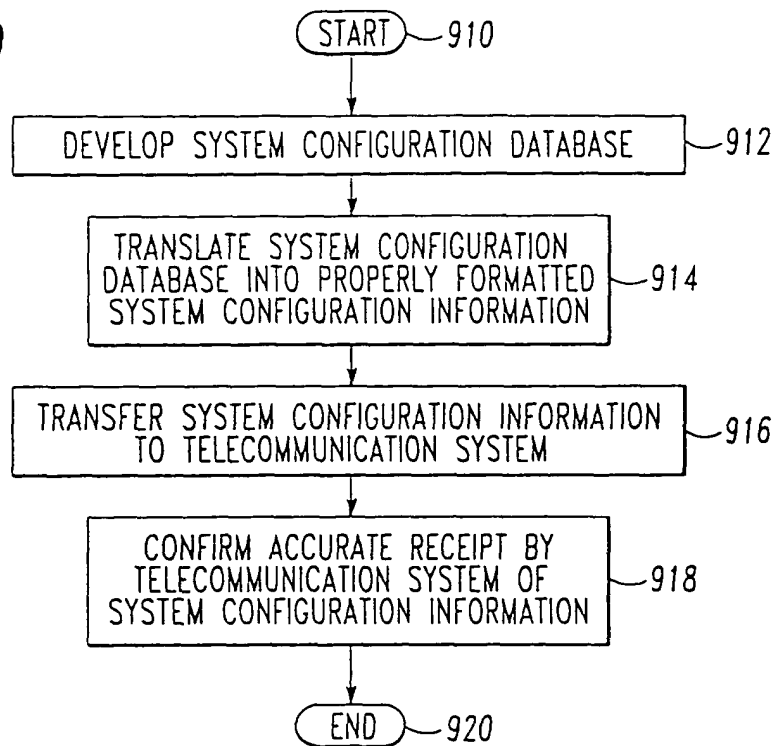 START 910
DEVELOP SYSTEM CONFIGURATION DATABASE 912
TRANSLATE SYSTEM CONFIGURATION
DATABASE INTO PROPERLY FORMATTED 914
SYSTEM CONFIGURATION INFORMATION
TRANSFER SYSTEM CONFIGURATION INFORMATION
TO TELECOMMUNICATION SYSTEM 916
CONFIRM ACCURATE RECEIPT BY
TELECOMMUNICATION SYSTEM OF 918
SYSTEM CONFIGURATION INFORMATION
END 920